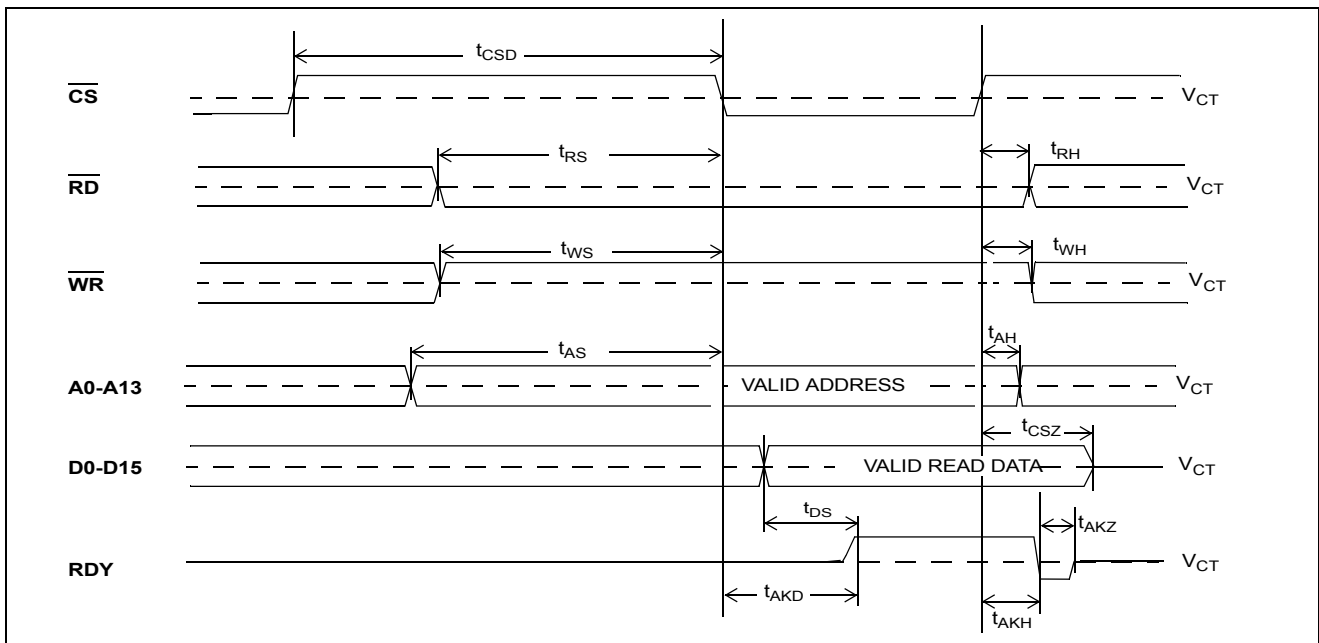 tCSD
CS VCT
tRS tRH
RD VCT
tWS tWH
WR VCT
tAS tAH
A0-A13 VALID ADDRESS VCT
tCSZ
D0-D15 VALID READ DATA VCT
tDS tAKZ
RDY VCT
tAKD tAKH